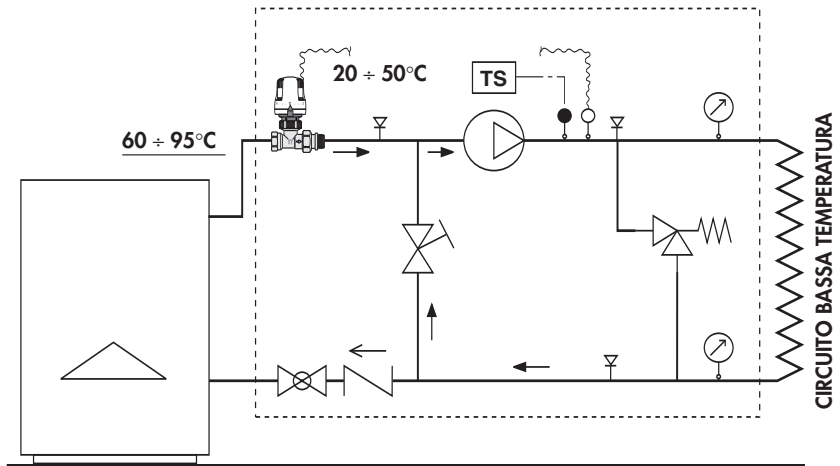 20 ÷ 50°C
TS
60 ÷ 95°C
CIRCUITO BASSA TEMPERATURA